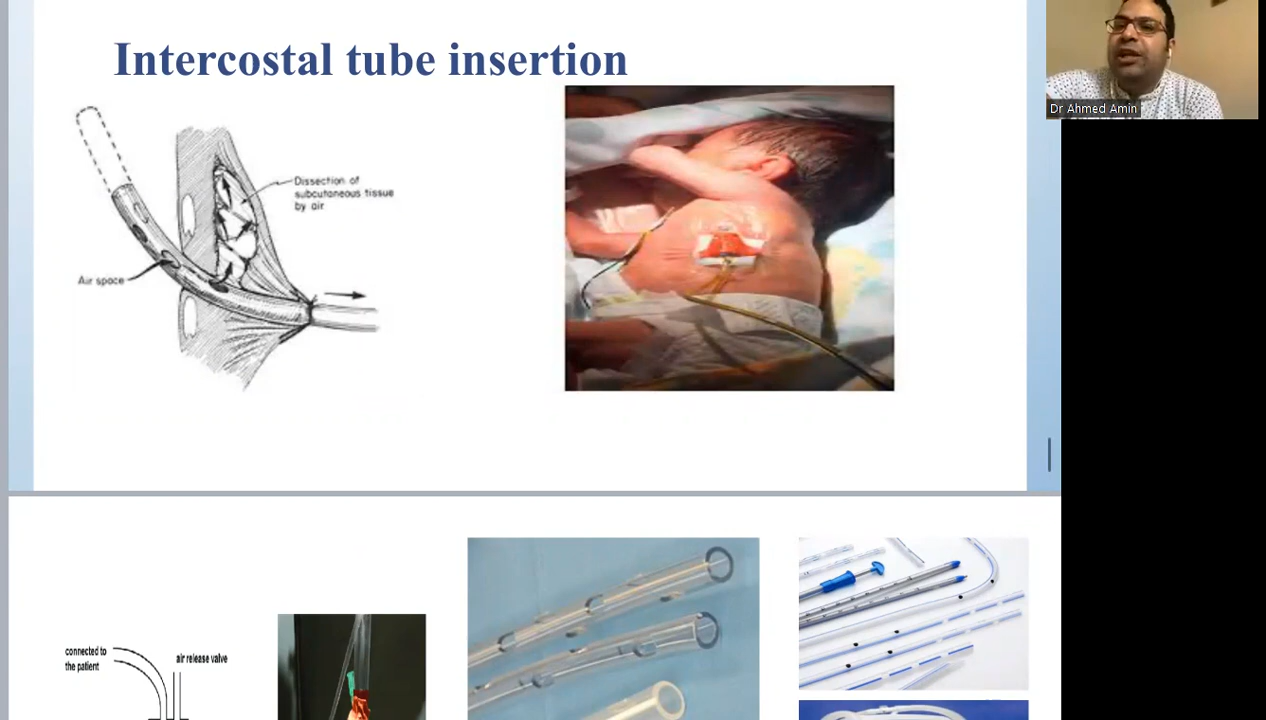 Intercostal tube insertion
Dr Ahmed Amin
Dissection of
subcutaneous tissue
by air
Air space
connected to
the patient
air release valve